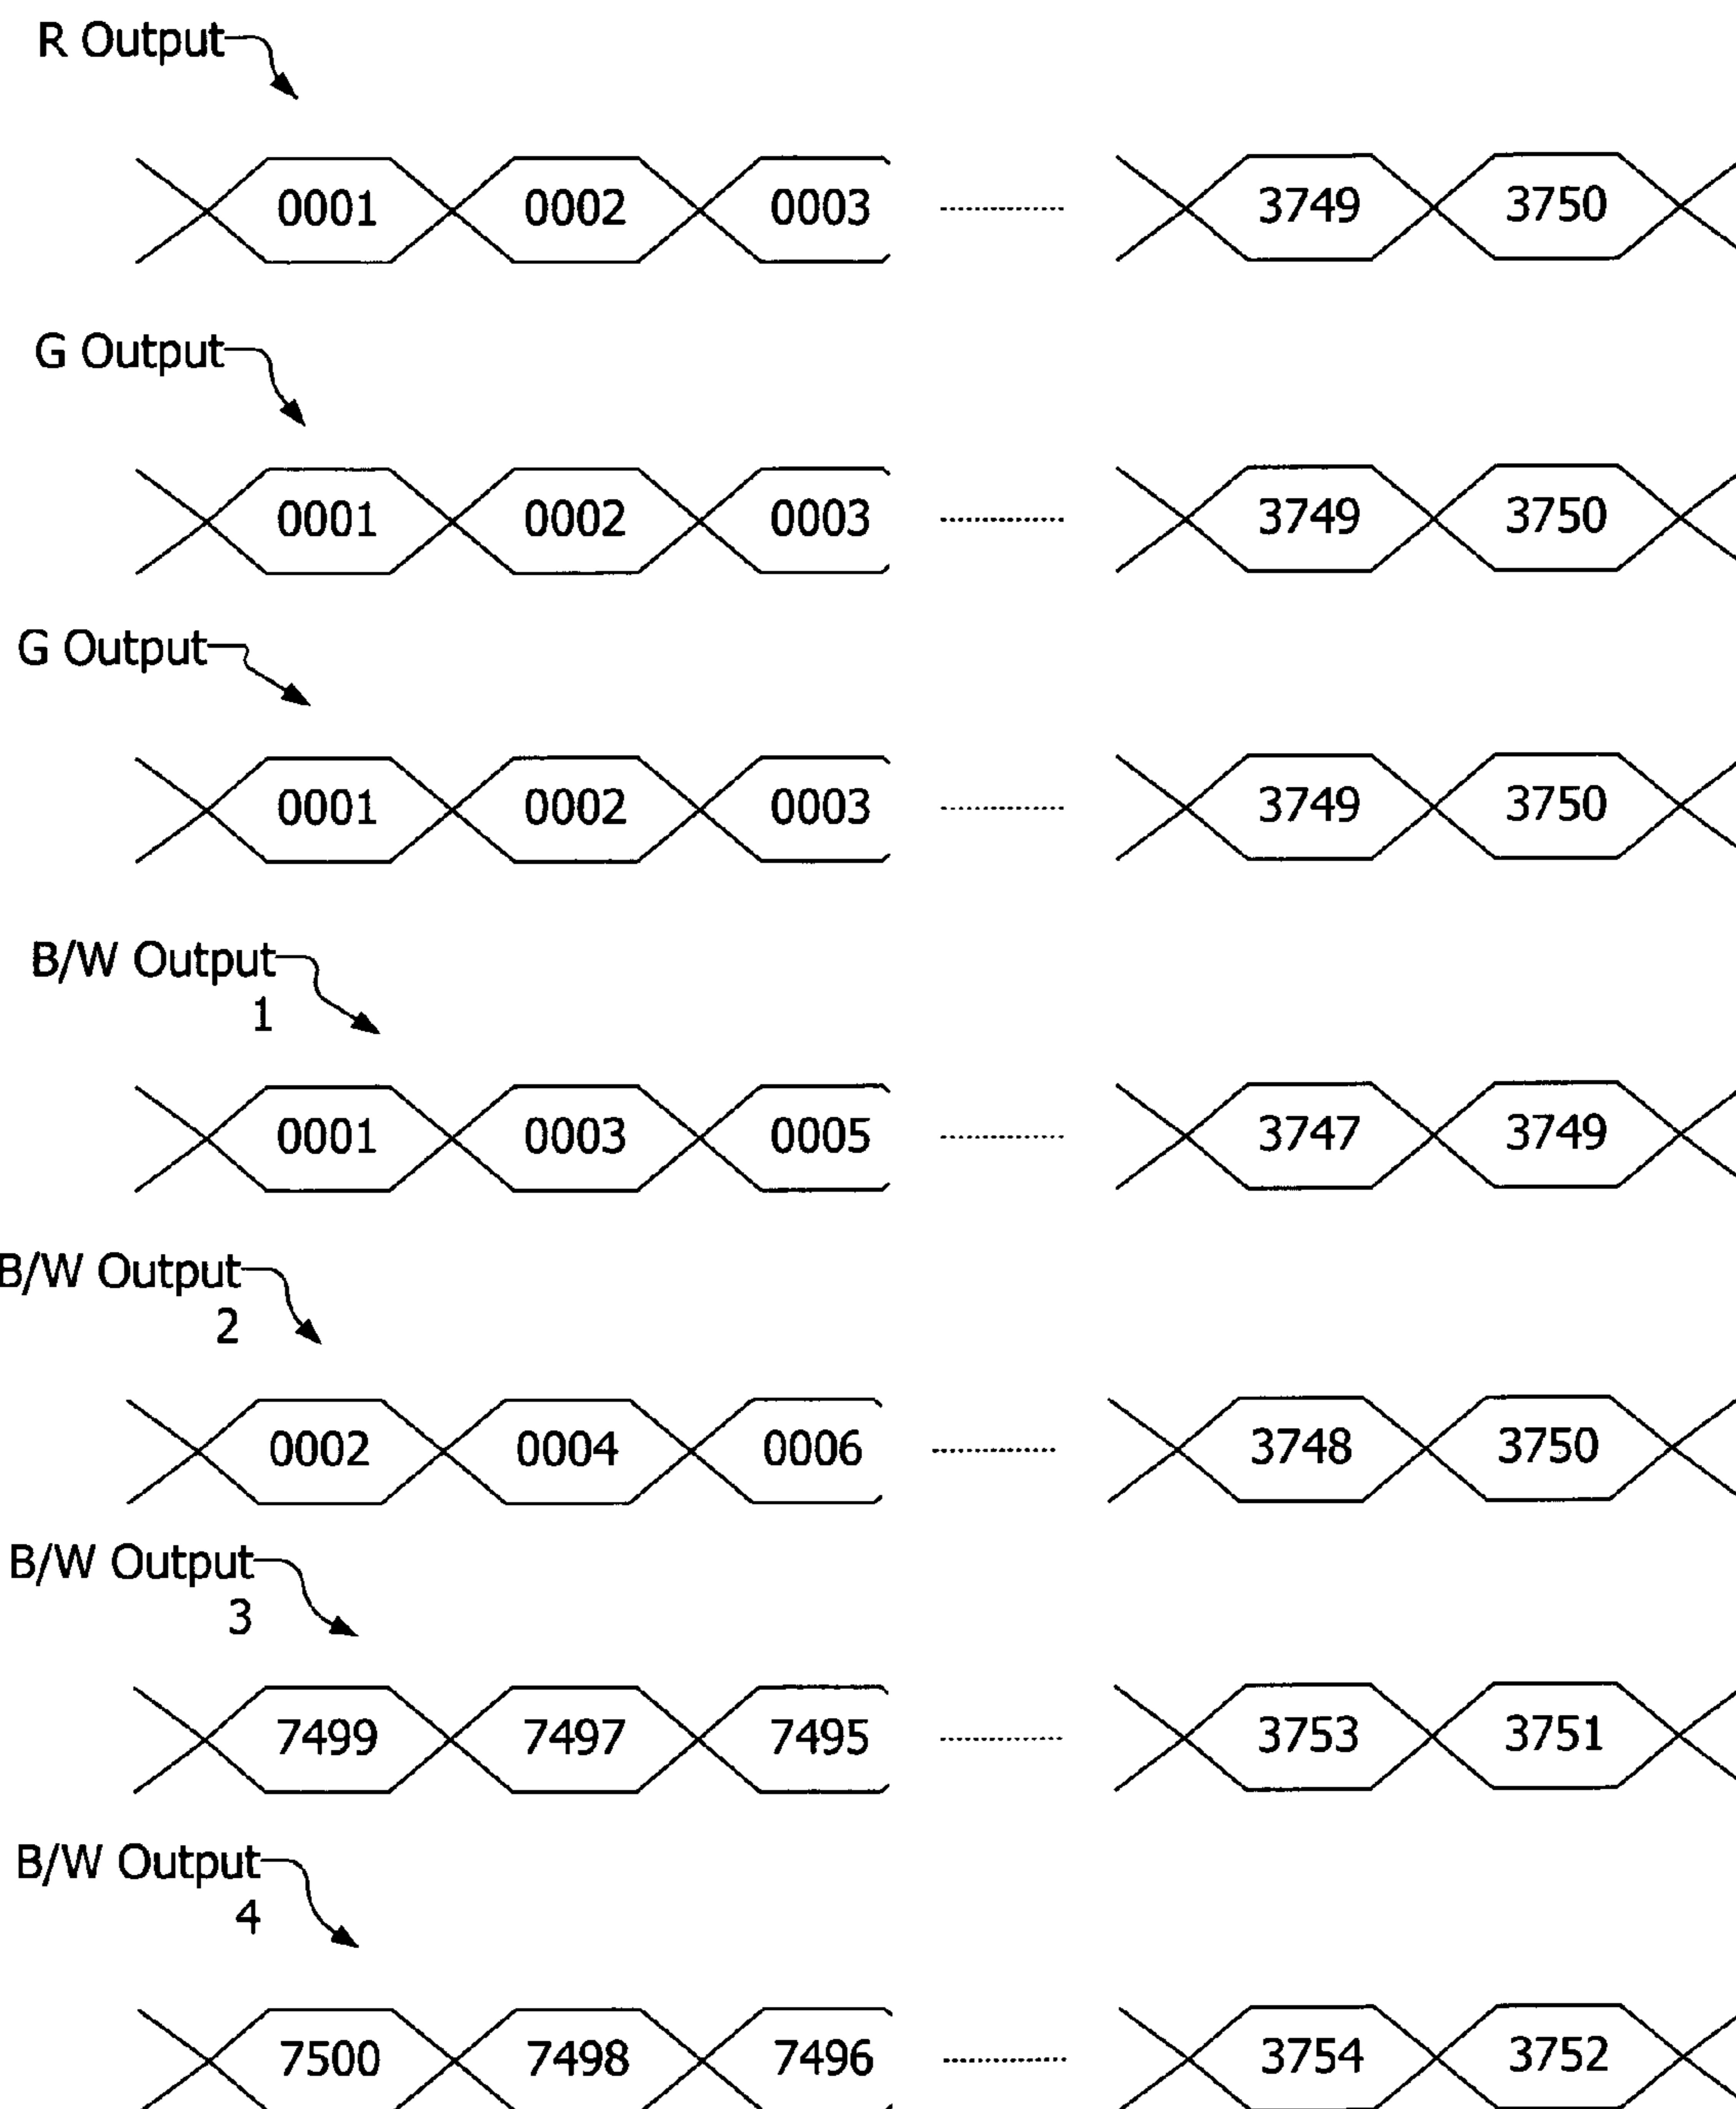 R Output
0001 0002 0003 3749 3750
G Output
0001 0002 0003 3749 3750
G Output
0001 0002 0003 3749 3750
B/W Output
1
0001 0003 0005 3747 3749
B/W Output
2
0002 0004 0006 3748 3750
B/W Output
3
7499 7497 7495 3753 3751
B/W Output
4
7500 7498 7496 3754 3752